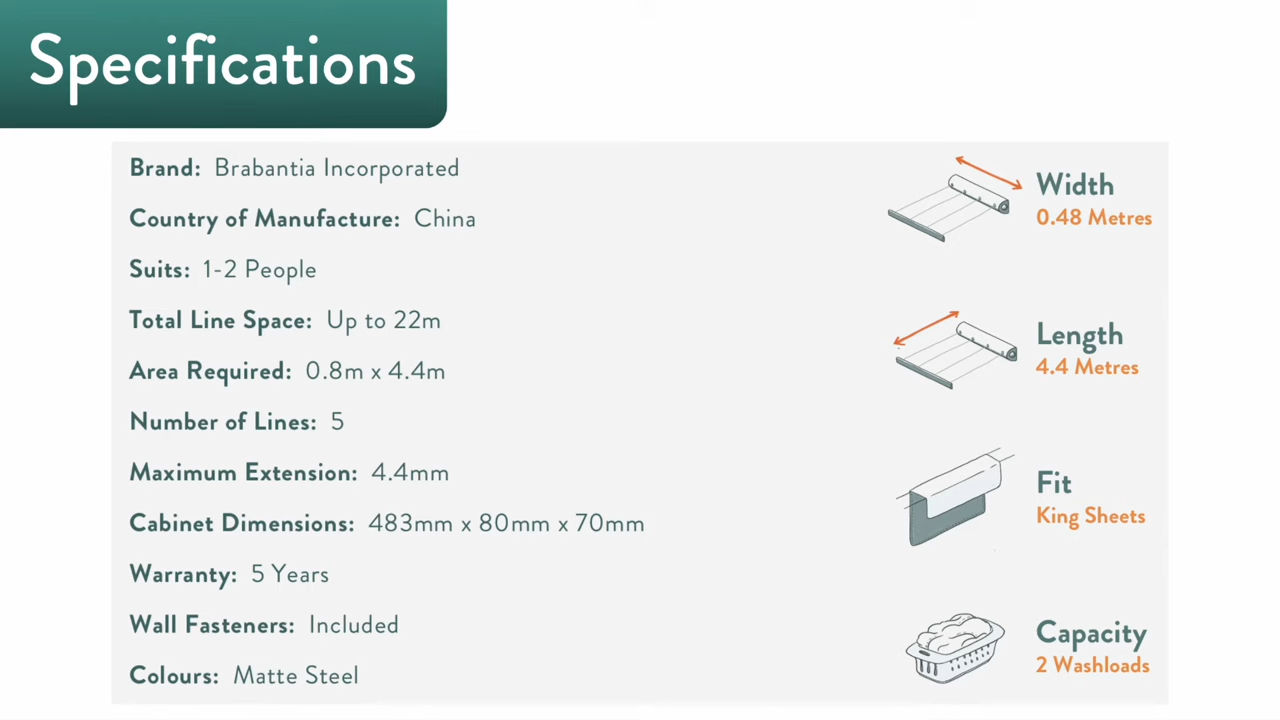 Specifications
Brand: Brabantia Incorporated
Country of Manufacture: China
Suits: 1-2 People
Total Line Space: Up to 22m
Area Required: 0.8m x 4.4m
Number of Lines: 5
Maximum Extension: 4.4mm
Cabinet Dimensions: 483mm x 80mm x 70mm
Warranty: 5 Years
Wall Fasteners: Included
Colours: Matte Steel
Width
0.48 Metres
Length
4.4 Metres
Fit
King Sheets
Capacity
2 Washloads